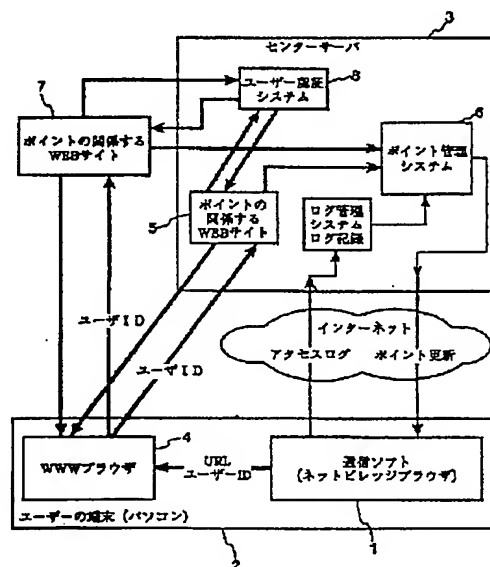 3
センターサーバ
7
ユーザー認証
システム
8
6
ポイントの関係する
WEBサイト
ポイント管理
システム
5
ポイントの
関係する
WEBサイト
ログ管理
システム
ログ記録
ユーザID
ユーザID
インターネット
アクセスログ
ポイント更新
4
WWWブラウザ
URL
ユーザーID
通信ソフト
(ネットビレッジブラウザ)
ユーザーの端末(パソコン)
2
1